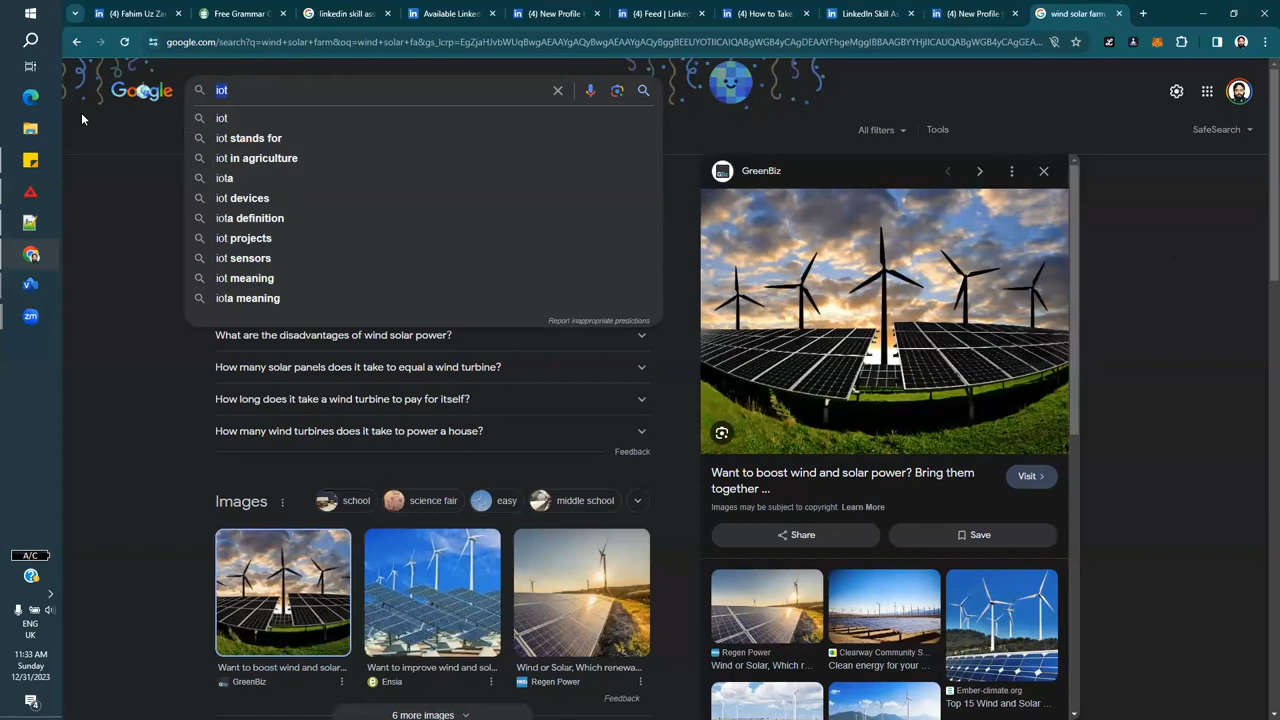 (4) Fahim Uz Zar
Free Grammar C
linkedin skill ass
Available Linked
(4) New Profile
(4) Feed | Linked
(4) How to Take
LinkedIn Skill As
(4) New Profile |
wind solar farm
google.com/search?q=wind+solar+farm&oq=wind+solar+fa&gs_lcrp=
Google
iot
All filters
Tools
SafeSearch
iot
iot stands for
iot in agriculture
iota
iot devices
iota definition
iot projects
iot sensors
iot meaning
iota meaning
Report inappropriate predictions
What are the disadvantages of wind solar power?
How many solar panels does it take to equal a wind turbine?
How long does it take a wind turbine to pay for itself?
How many wind turbines does it take to power a house?
Feedback
Images
school
science fair
easy
middle school
Want to boost wind and solar...
GreenBiz
Want to improve wind and sol...
Ensia
Wind or Solar, Which renewa...
Regen Power
Feedback
6 more images
GreenBiz
Want to boost wind and solar power? Bring them
together ...
Visit
Images may be subject to copyright. Learn More
Share
Save
Regen Power
Wind or Solar, Which r...
Clearway Community S...
Clean energy for your ...
Ember-climate.org
Top 15 Wind and Solar ...
zm
A/C
ENG
UK
11:33 AM
Sunday
12/31/2023
4